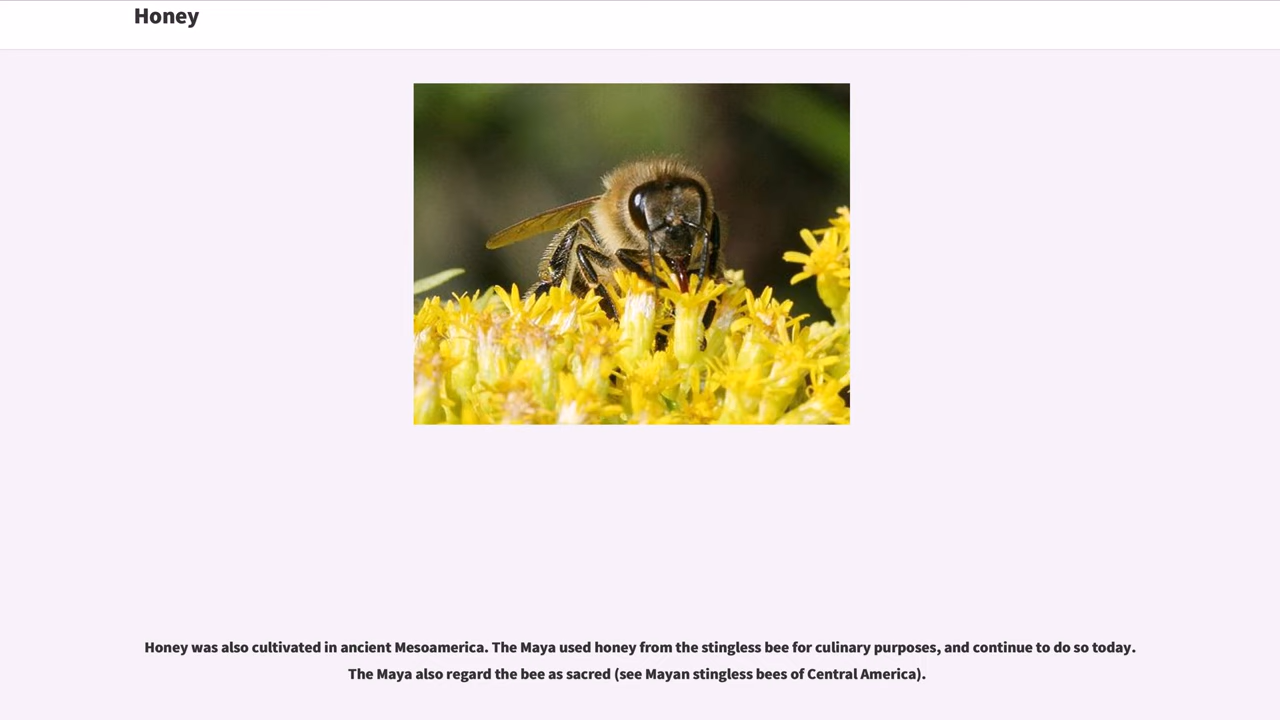 Honey
Honey was also cultivated in ancient Mesoamerica. The Maya used honey from the stingless bee for culinary purposes, and continue to do so today.
The Maya also regard the bee as sacred (see Mayan stingless bees of Central America).